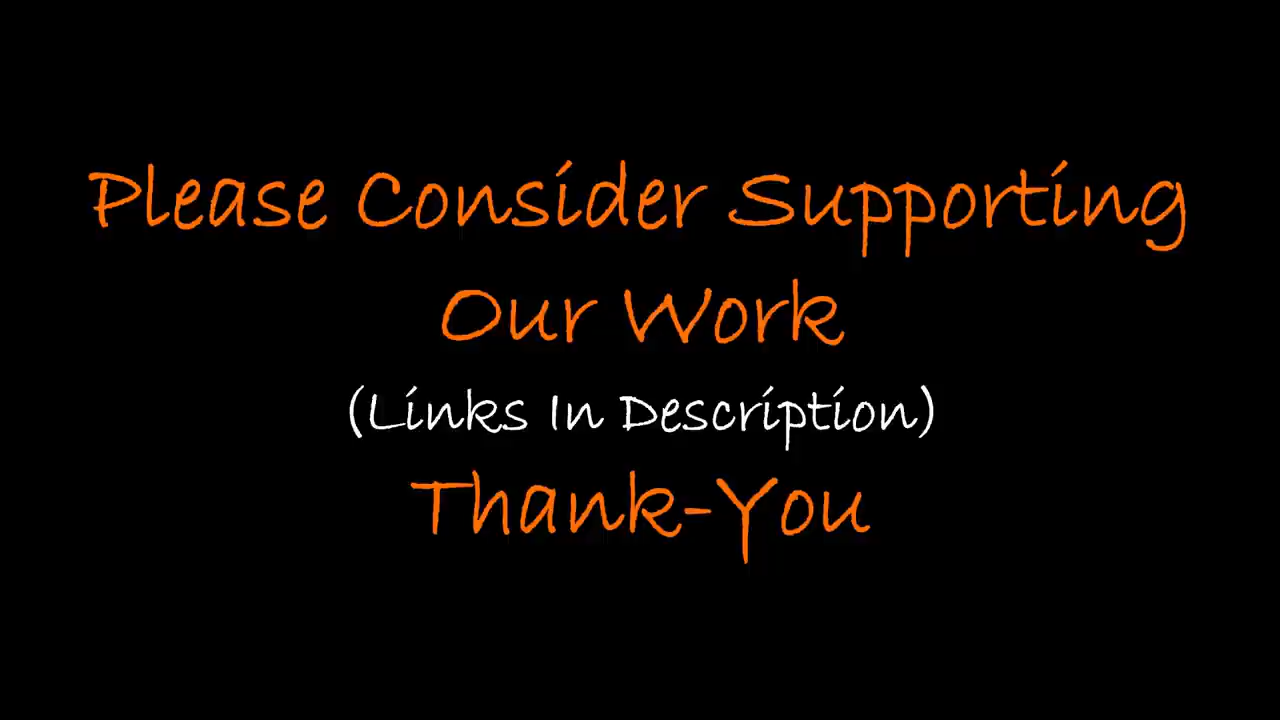 Please Consider Supporting
Our Work
(Links In Description)
Thank-You